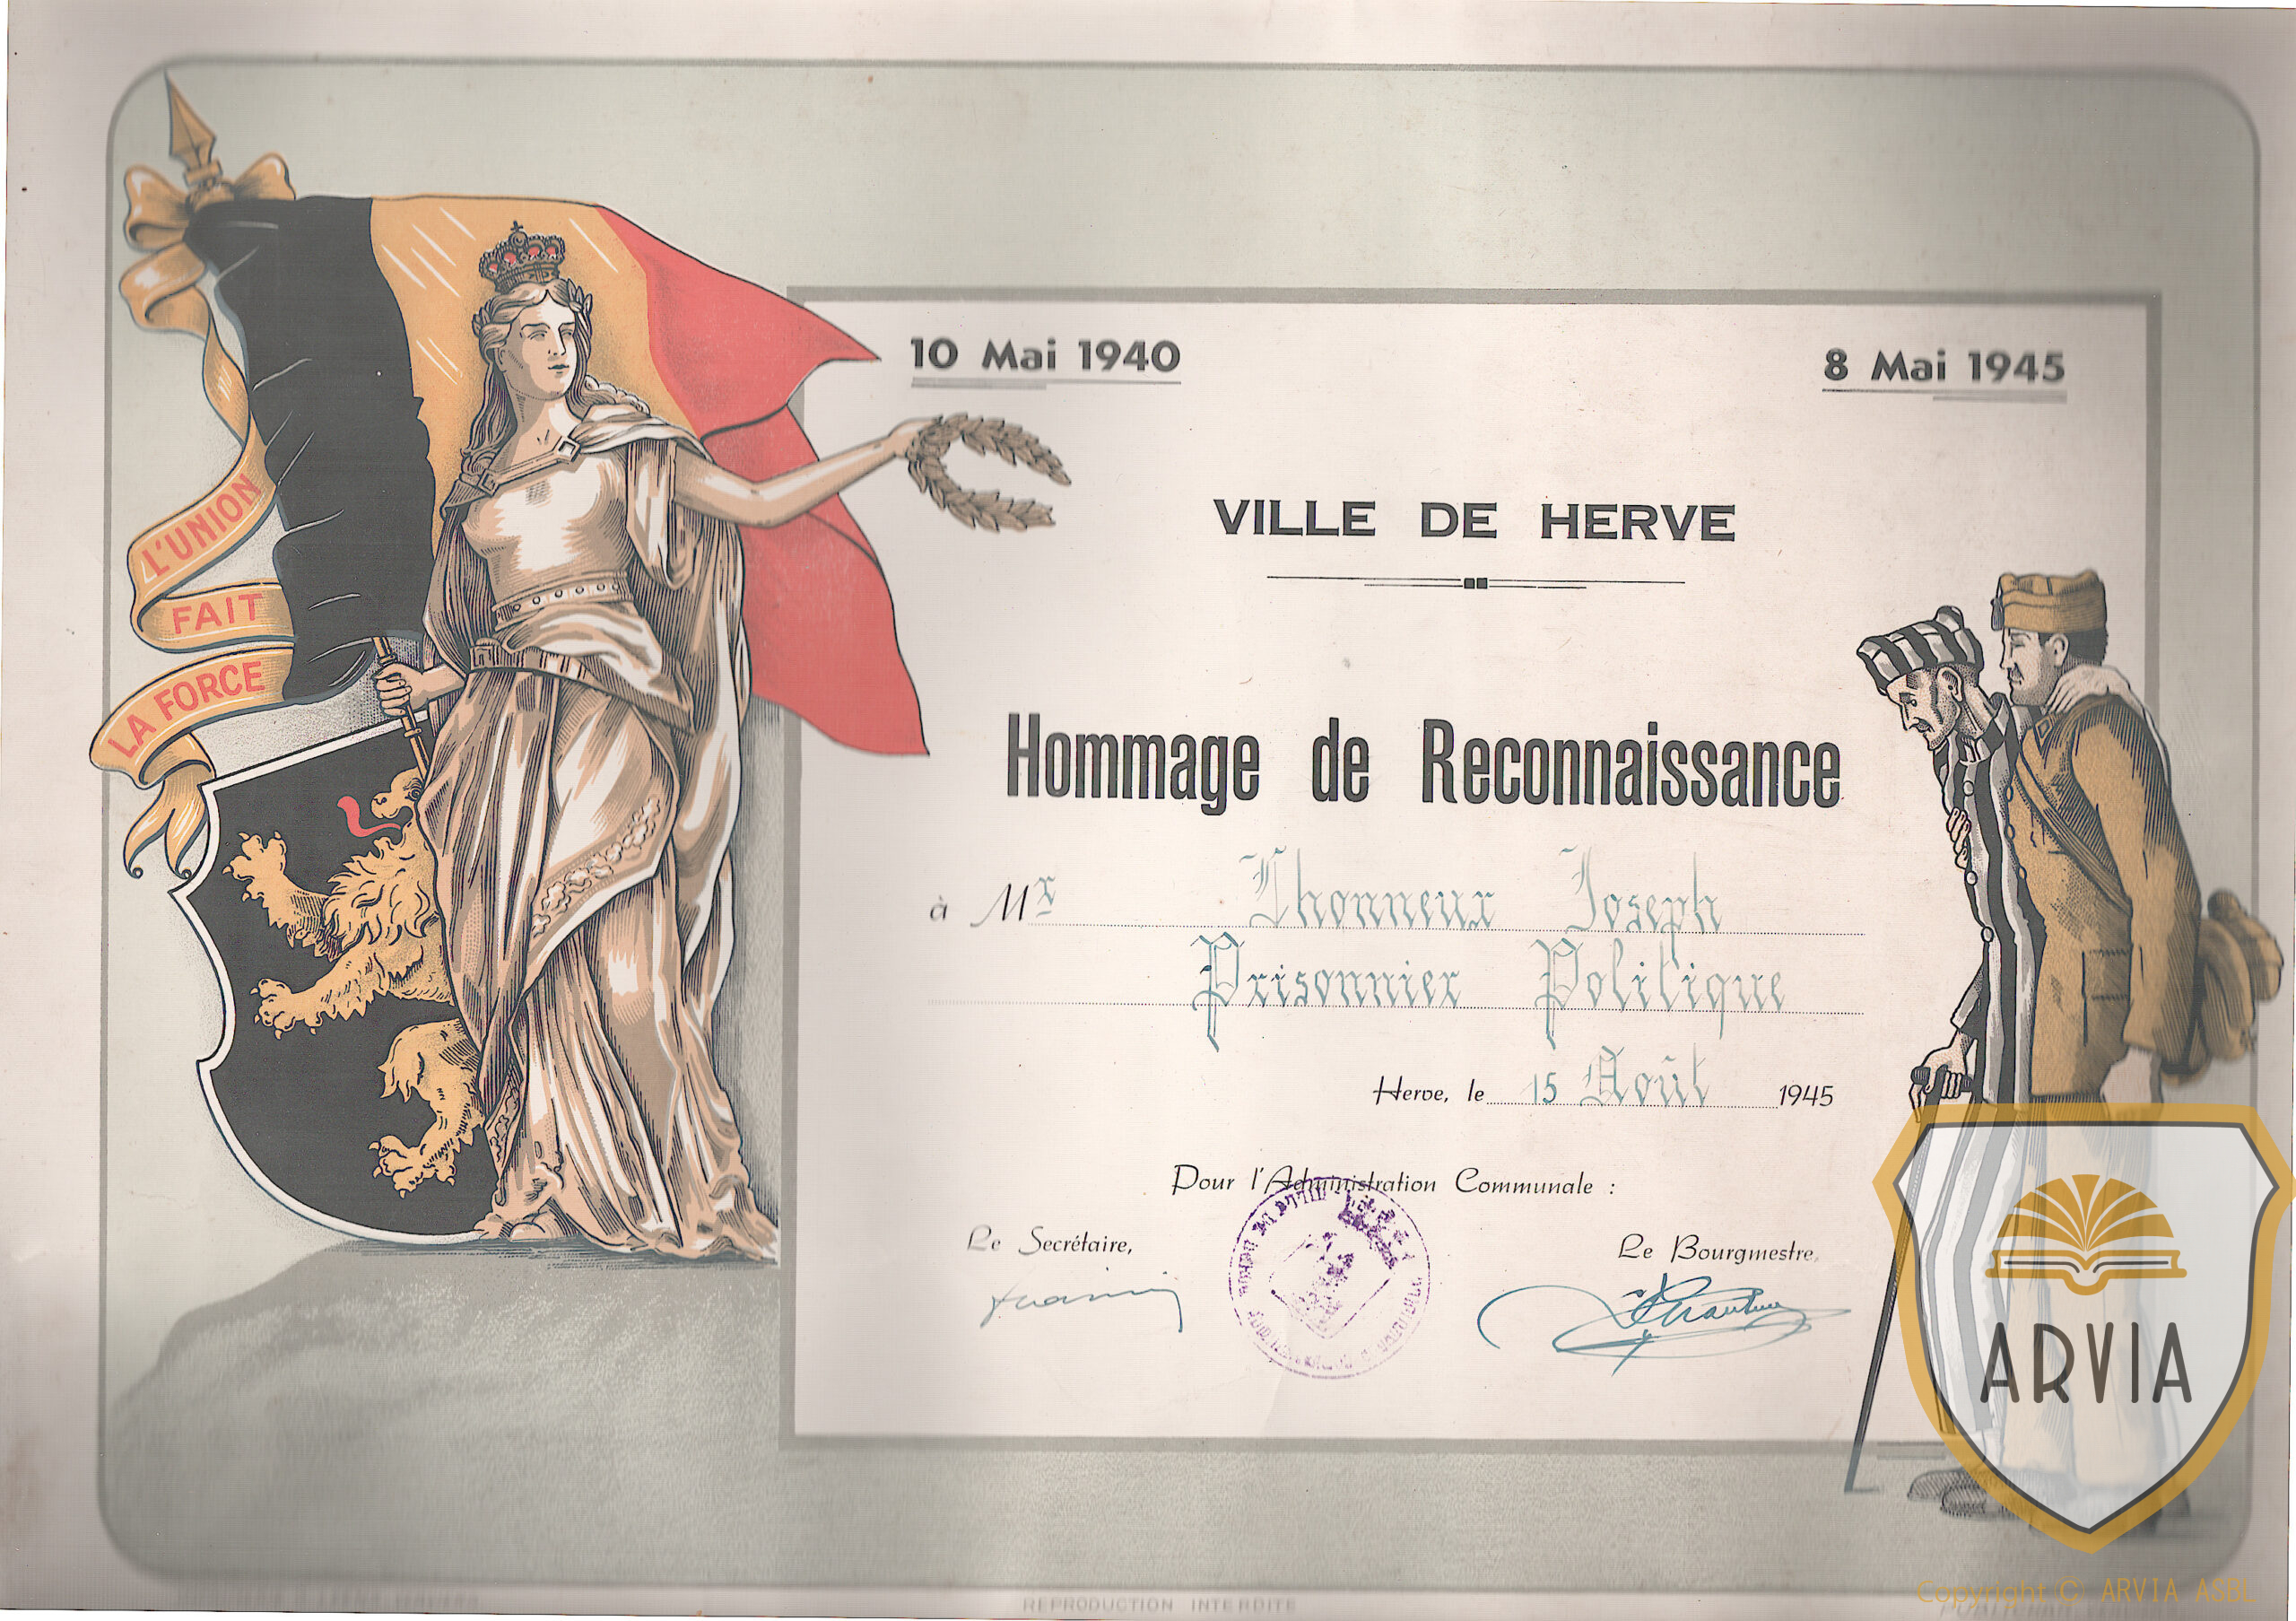 10 Mai 1940
8 Mai 1945
L'UNION
FAIT
LA FORCE
VILLE DE HERVE
Hommage de Reconnaissance
à Mr Lhonneux Joseph
Prisonnier Politique
Herve, le 15 Août 1945
Pour l'Administration Communale :
Le Secrétaire,
Le Bourgmestre,
ARVIA
REPRODUCTION INTERDITE
Copyright © ARVIA ASBL